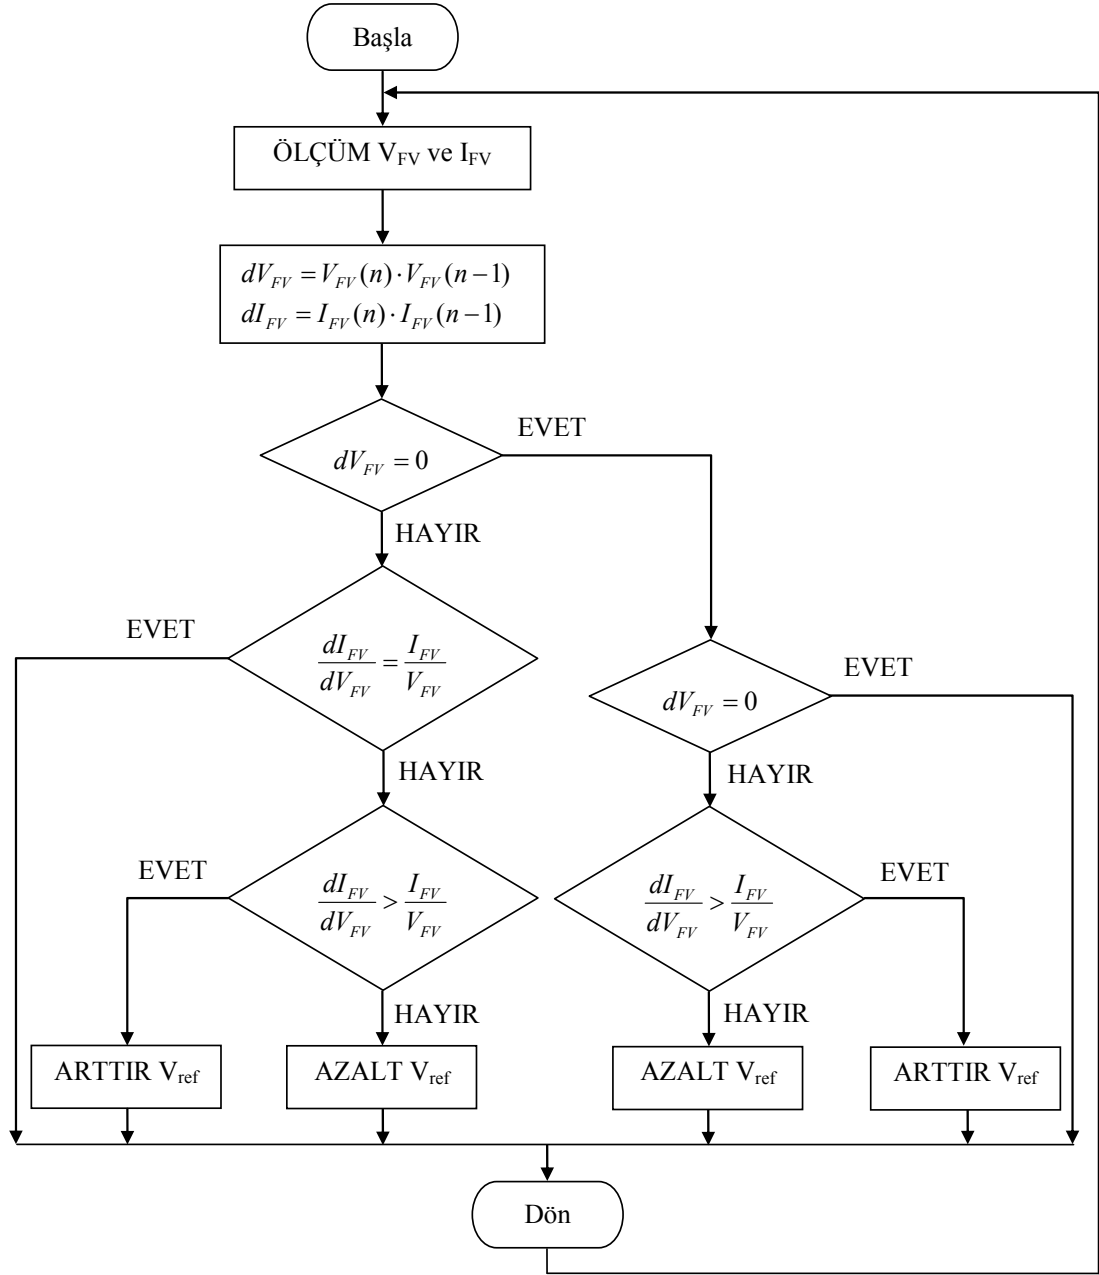 Başla
ÖLÇÜM V_FV ve I_FV
dV_FV = V_FV(n)·V_FV(n−1)
dI_FV = I_FV(n)·I_FV(n−1)
EVET
dV_FV = 0
HAYIR
EVET
dI_FV/dV_FV = I_FV/V_FV
EVET
dV_FV = 0
HAYIR
HAYIR
EVET
dI_FV/dV_FV > I_FV/V_FV
dI_FV/dV_FV > I_FV/V_FV
EVET
HAYIR
HAYIR
ARTTIR V_ref
AZALT V_ref
AZALT V_ref
ARTTIR V_ref
Dön